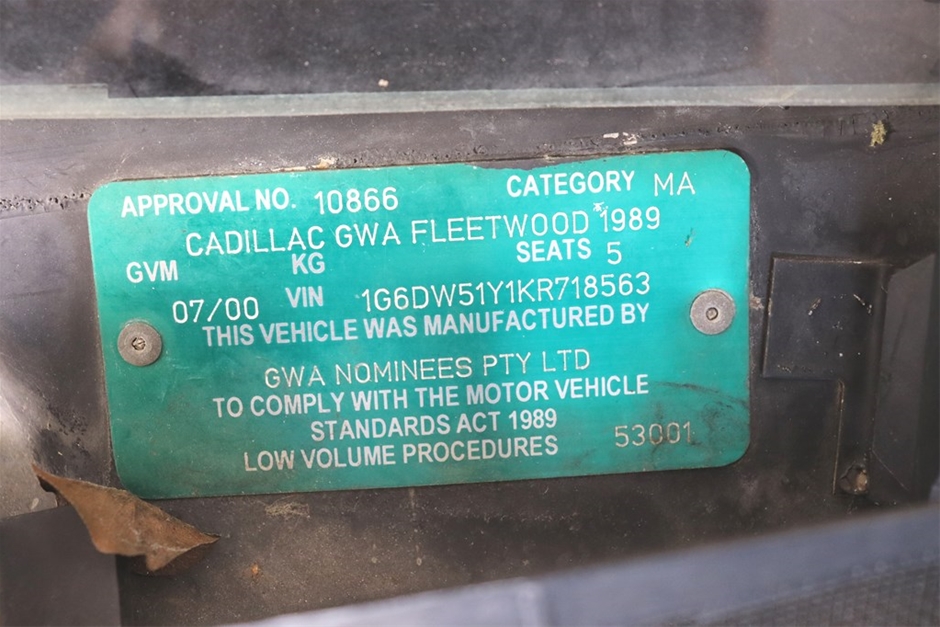 APPROVAL NO. 10866 CATEGORY MA
CADILLAC GWA FLEETWOOD 1989
GVM KG SEATS 5
07/00 VIN 1G6DW51Y1KR718563
THIS VEHICLE WAS MANUFACTURED BY
GWA NOMINEES PTY LTD
TO COMPLY WITH THE MOTOR VEHICLE
STANDARDS ACT 1989
LOW VOLUME PROCEDURES 53001